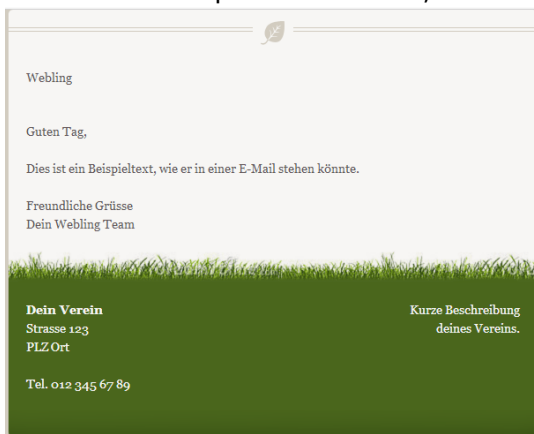 Webling
Guten Tag,
Dies ist ein Beispieltext, wie er in einer E-Mail stehen könnte.
Freundliche Grüsse
Dein Webling Team
Dein Verein
Strasse 123
PLZ Ort
Tel. 012 345 67 89
Kurze Beschreibung
deines Vereins.